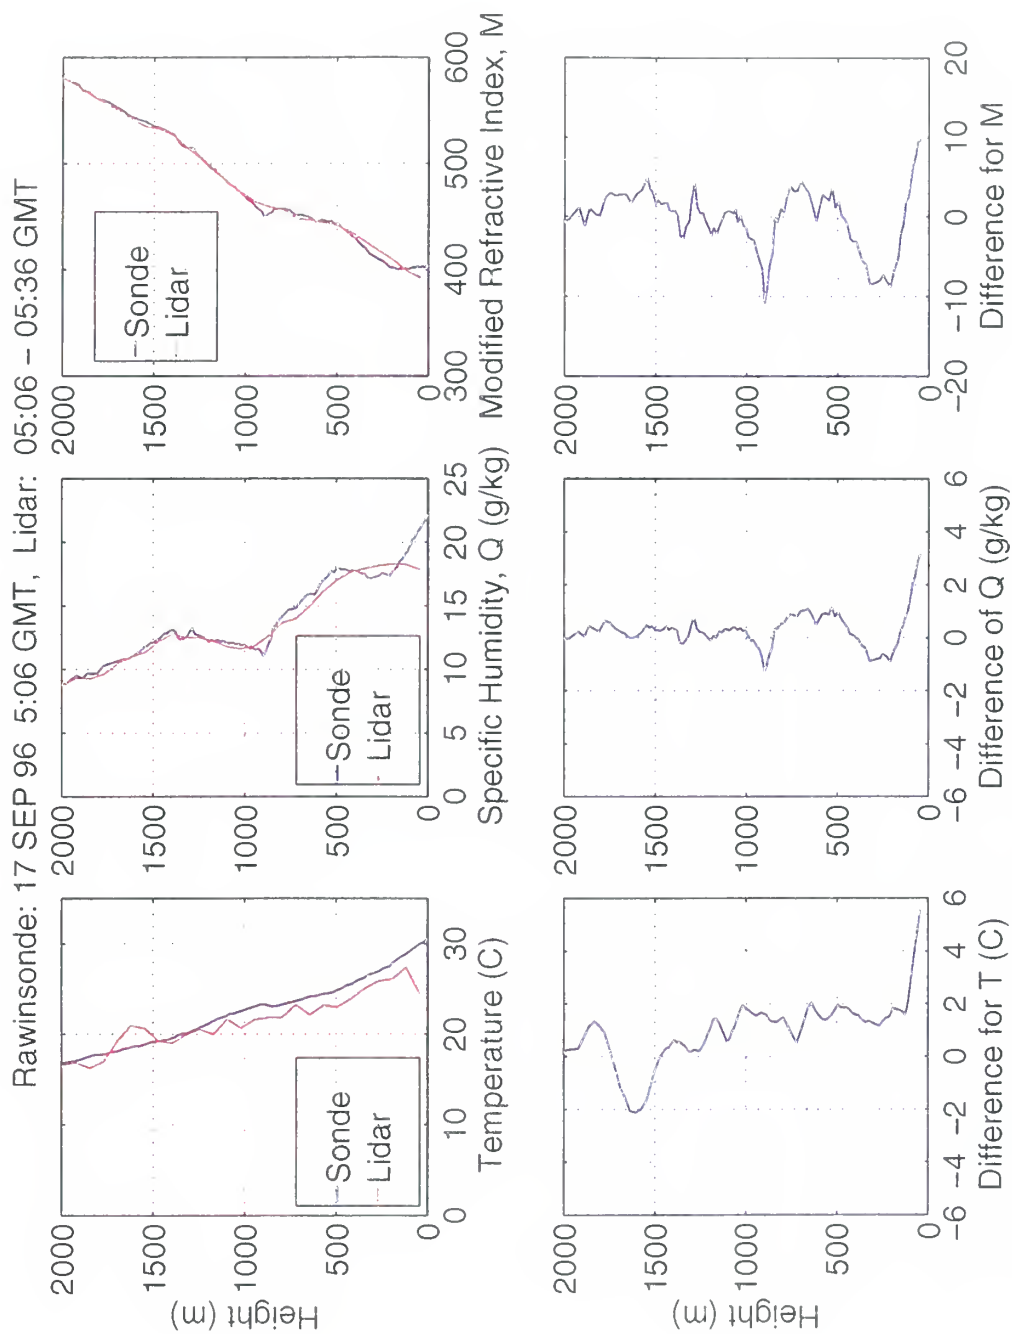 Rawinsonde: 17 SEP 96 5:06 GMT, Lidar: 05:06 – 05:36 GMT
Height (m)
2000
1500
1000
500
0
0 10 20 30
Temperature (C)
Sonde
Lidar
2000
1500
1000
500
0
0 5 10 15 20 25
Specific Humidity, Q (g/kg)
Sonde
Lidar
2000
1500
1000
500
0
300 400 500 600
Modified Refractive Index, M
Sonde
Lidar
Height (m)
2000
1500
1000
500
0
−6 −4 −2 0 2 4 6
Difference for T (C)
2000
1500
1000
500
0
−6 −4 −2 0 2 4 6
Difference of Q (g/kg)
2000
1500
1000
500
0
−20 −10 0 10 20
Difference for M